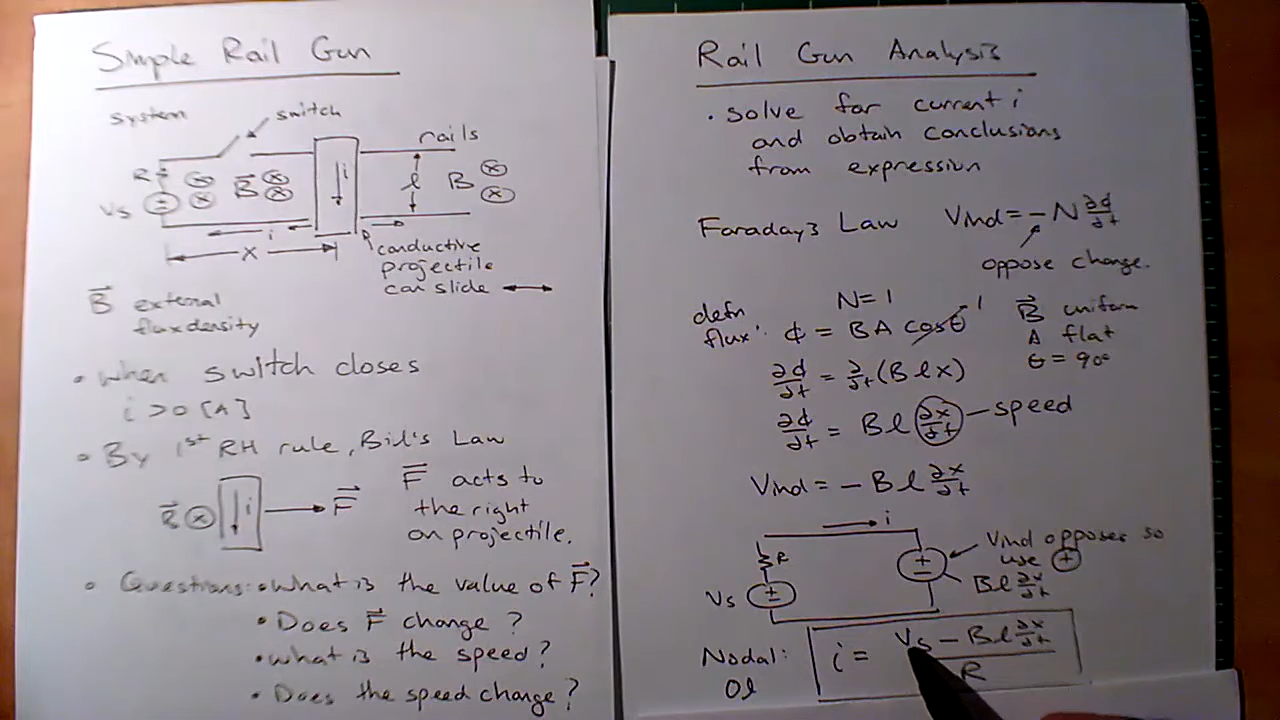 Simple Rail Gun
system
switch
rails
R
B⃗
i
l
B
Vs
i
x
conductive
projectile
can slide ↔
B⃗ external
flux density
• when switch closes
i > 0 [A]
• By 1st RH rule, Bil's Law
B⃗ ⊗ i → F⃗
F⃗ acts to
the right
on projectile.
• Questions: • what is the value of F⃗?
• Does F⃗ change?
• what is the speed?
• Does the speed change?
Rail Gun Analysis
• solve for current i
and obtain conclusions
from expression
Faradays Law Vind = - N ∂ϕ/∂t
oppose change.
defn N=1
flux: ϕ = BA cosθ 1
B⃗ uniform
A flat
θ = 90°
∂ϕ/∂t = ∂/∂t (B l x)
∂ϕ/∂t = B l ∂x/∂t — speed
Vind = - B l ∂x/∂t
i
R
Vs
Vind opposes so
use +
B l ∂x/∂t
Nodal: i = (Vs - B l ∂x/∂t) / R